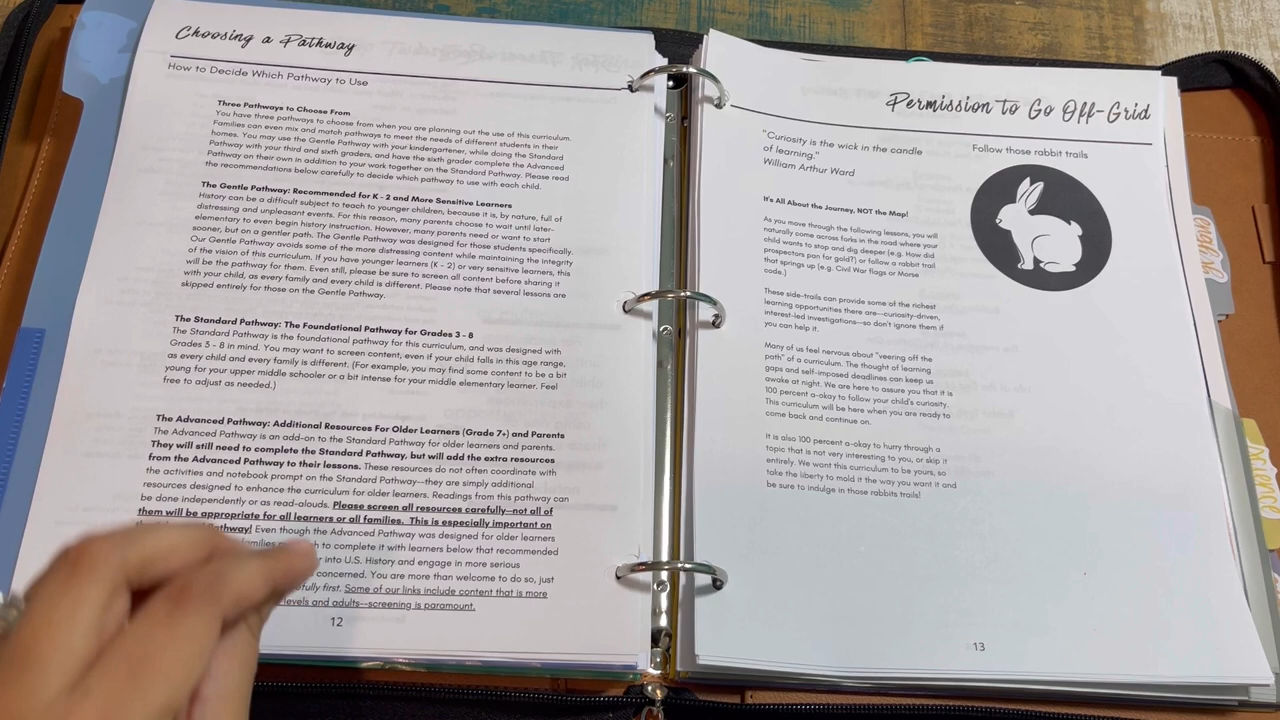 Choosing a Pathway
How to Decide Which Pathway to Use
Three Pathways to Choose From
You have three pathways to choose from when you are planning out the use of this curriculum.
Families can even mix and match pathways to meet the needs of different students in their
homes. You may use the Gentle Pathway with your kindergartener, while doing the Standard
Pathway with your third and sixth graders, and have the sixth grader complete the Advanced
Pathway on their own in addition to your work together on the Standard Pathway. Please read
the recommendations below carefully to decide which pathway to use with each child.
The Gentle Pathway: Recommended for K - 2 and More Sensitive Learners
History can be a difficult subject to teach to younger children, because it is, by nature, full of
distressing and unpleasant events. For this reason, many parents choose to wait until later-
elementary to even begin history instruction. However, many parents need or want to start
sooner, but on a gentler path. The Gentle Pathway was designed for those students specifically.
Our Gentle Pathway avoids some of the more distressing content while maintaining the integrity
of the vision of this curriculum. If you have younger learners (K - 2) or very sensitive learners, this
will be the pathway for them. Even still, please be sure to screen all content before sharing it
with your child, as every family and every child is different. Please note that several lessons are
skipped entirely for those on the Gentle Pathway.
The Standard Pathway: The Foundational Pathway for Grades 3 - 8
The Standard Pathway is the foundational pathway for this curriculum, and was designed with
Grades 3 - 8 in mind. You may want to screen content, even if your child falls in this age range,
as every child and every family is different. (For example, you may find some content to be a bit
young for your upper middle schooler or a bit intense for your middle elementary learner. Feel
free to adjust as needed.)
The Advanced Pathway: Additional Resources For Older Learners (Grade 7+) and Parents
The Advanced Pathway is an add-on to the Standard Pathway for older learners and parents.
They will still need to complete the Standard Pathway, but will add the extra resources
from the Advanced Pathway to their lessons. These resources do not often coordinate with
the activities and notebook prompt on the Standard Pathway--they are simply additional
resources designed to enhance the curriculum for older learners. Readings from this pathway can
be done independently or as read-alouds. Please screen all resources carefully--not all of
them will be appropriate for all learners or all families. This is especially important on
Pathway! Even though the Advanced Pathway was designed for older learners
families to complete it with learners below that recommended
into U.S. History and engage in more serious
concerned. You are more than welcome to do so, just
first. Some of our links include content that is more
levels and adults--screening is paramount.
12
Permission to Go Off-Grid
"Curiosity is the wick in the candle
of learning."
William Arthur Ward
Follow those rabbit trails
It's All About the Journey, NOT the Map!
As you move through the following lessons, you will
naturally come across forks in the road where your
child wants to stop and dig deeper (e.g. How did
prospectors pan for gold?) or follow a rabbit trail
that springs up (e.g. Civil War flags or Morse
code.)
These side-trails can provide some of the richest
learning opportunities there are--curiosity-driven,
interest-led investigations--so don't ignore them if
you can help it.
Many of us feel nervous about "veering off the
path" of a curriculum. The thought of learning
gaps and self-imposed deadlines can keep us
awake at night. We are here to assure you that it is
100 percent a-okay to follow your child's curiosity.
This curriculum will be here when you are ready to
come back and continue on.
It is also 100 percent a-okay to hurry through a
topic that is not very interesting to you, or skip it
entirely. We want this curriculum to be yours, so
take the liberty to mold it the way you want it and
be sure to indulge in those rabbits trails!
13